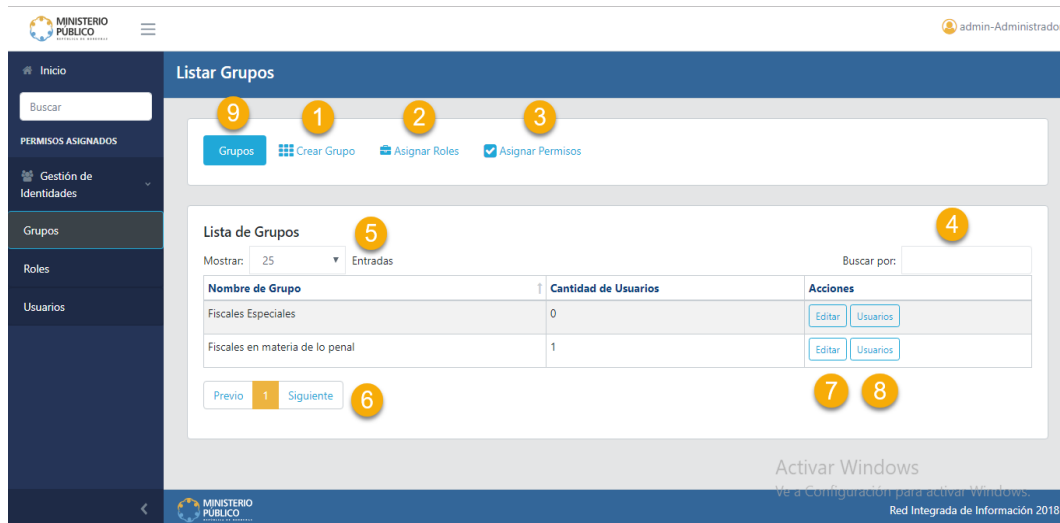 MINISTERIO
PÚBLICO
admin-Administrado
Inicio
Listar Grupos
Buscar
PERMISOS ASIGNADOS
Gestión de
Identidades
Grupos
Roles
Usuarios
9
1
2
3
Grupos
Crear Grupo
Asignar Roles
Asignar Permisos
Lista de Grupos
5
4
Mostrar: 25 Entradas
Buscar por:
Nombre de Grupo Cantidad de Usuarios Acciones
Fiscales Especiales 0 Editar Usuarios
Fiscales en materia de lo penal 1 Editar Usuarios
Previo 1 Siguiente
6
7
8
Activar Windows
Ve a Configuración para activar Windows.
MINISTERIO
PÚBLICO
Red Integrada de Información 2018